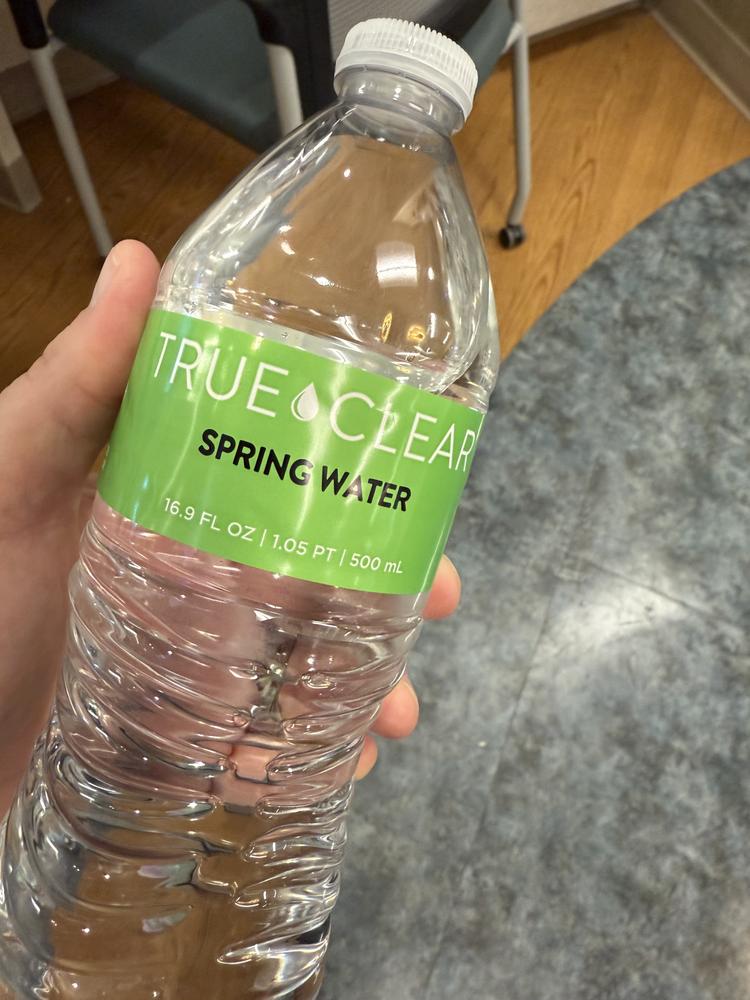 TRUE CLEAR
SPRING WATER
16.9 FL OZ | 1.05 PT | 500 mL